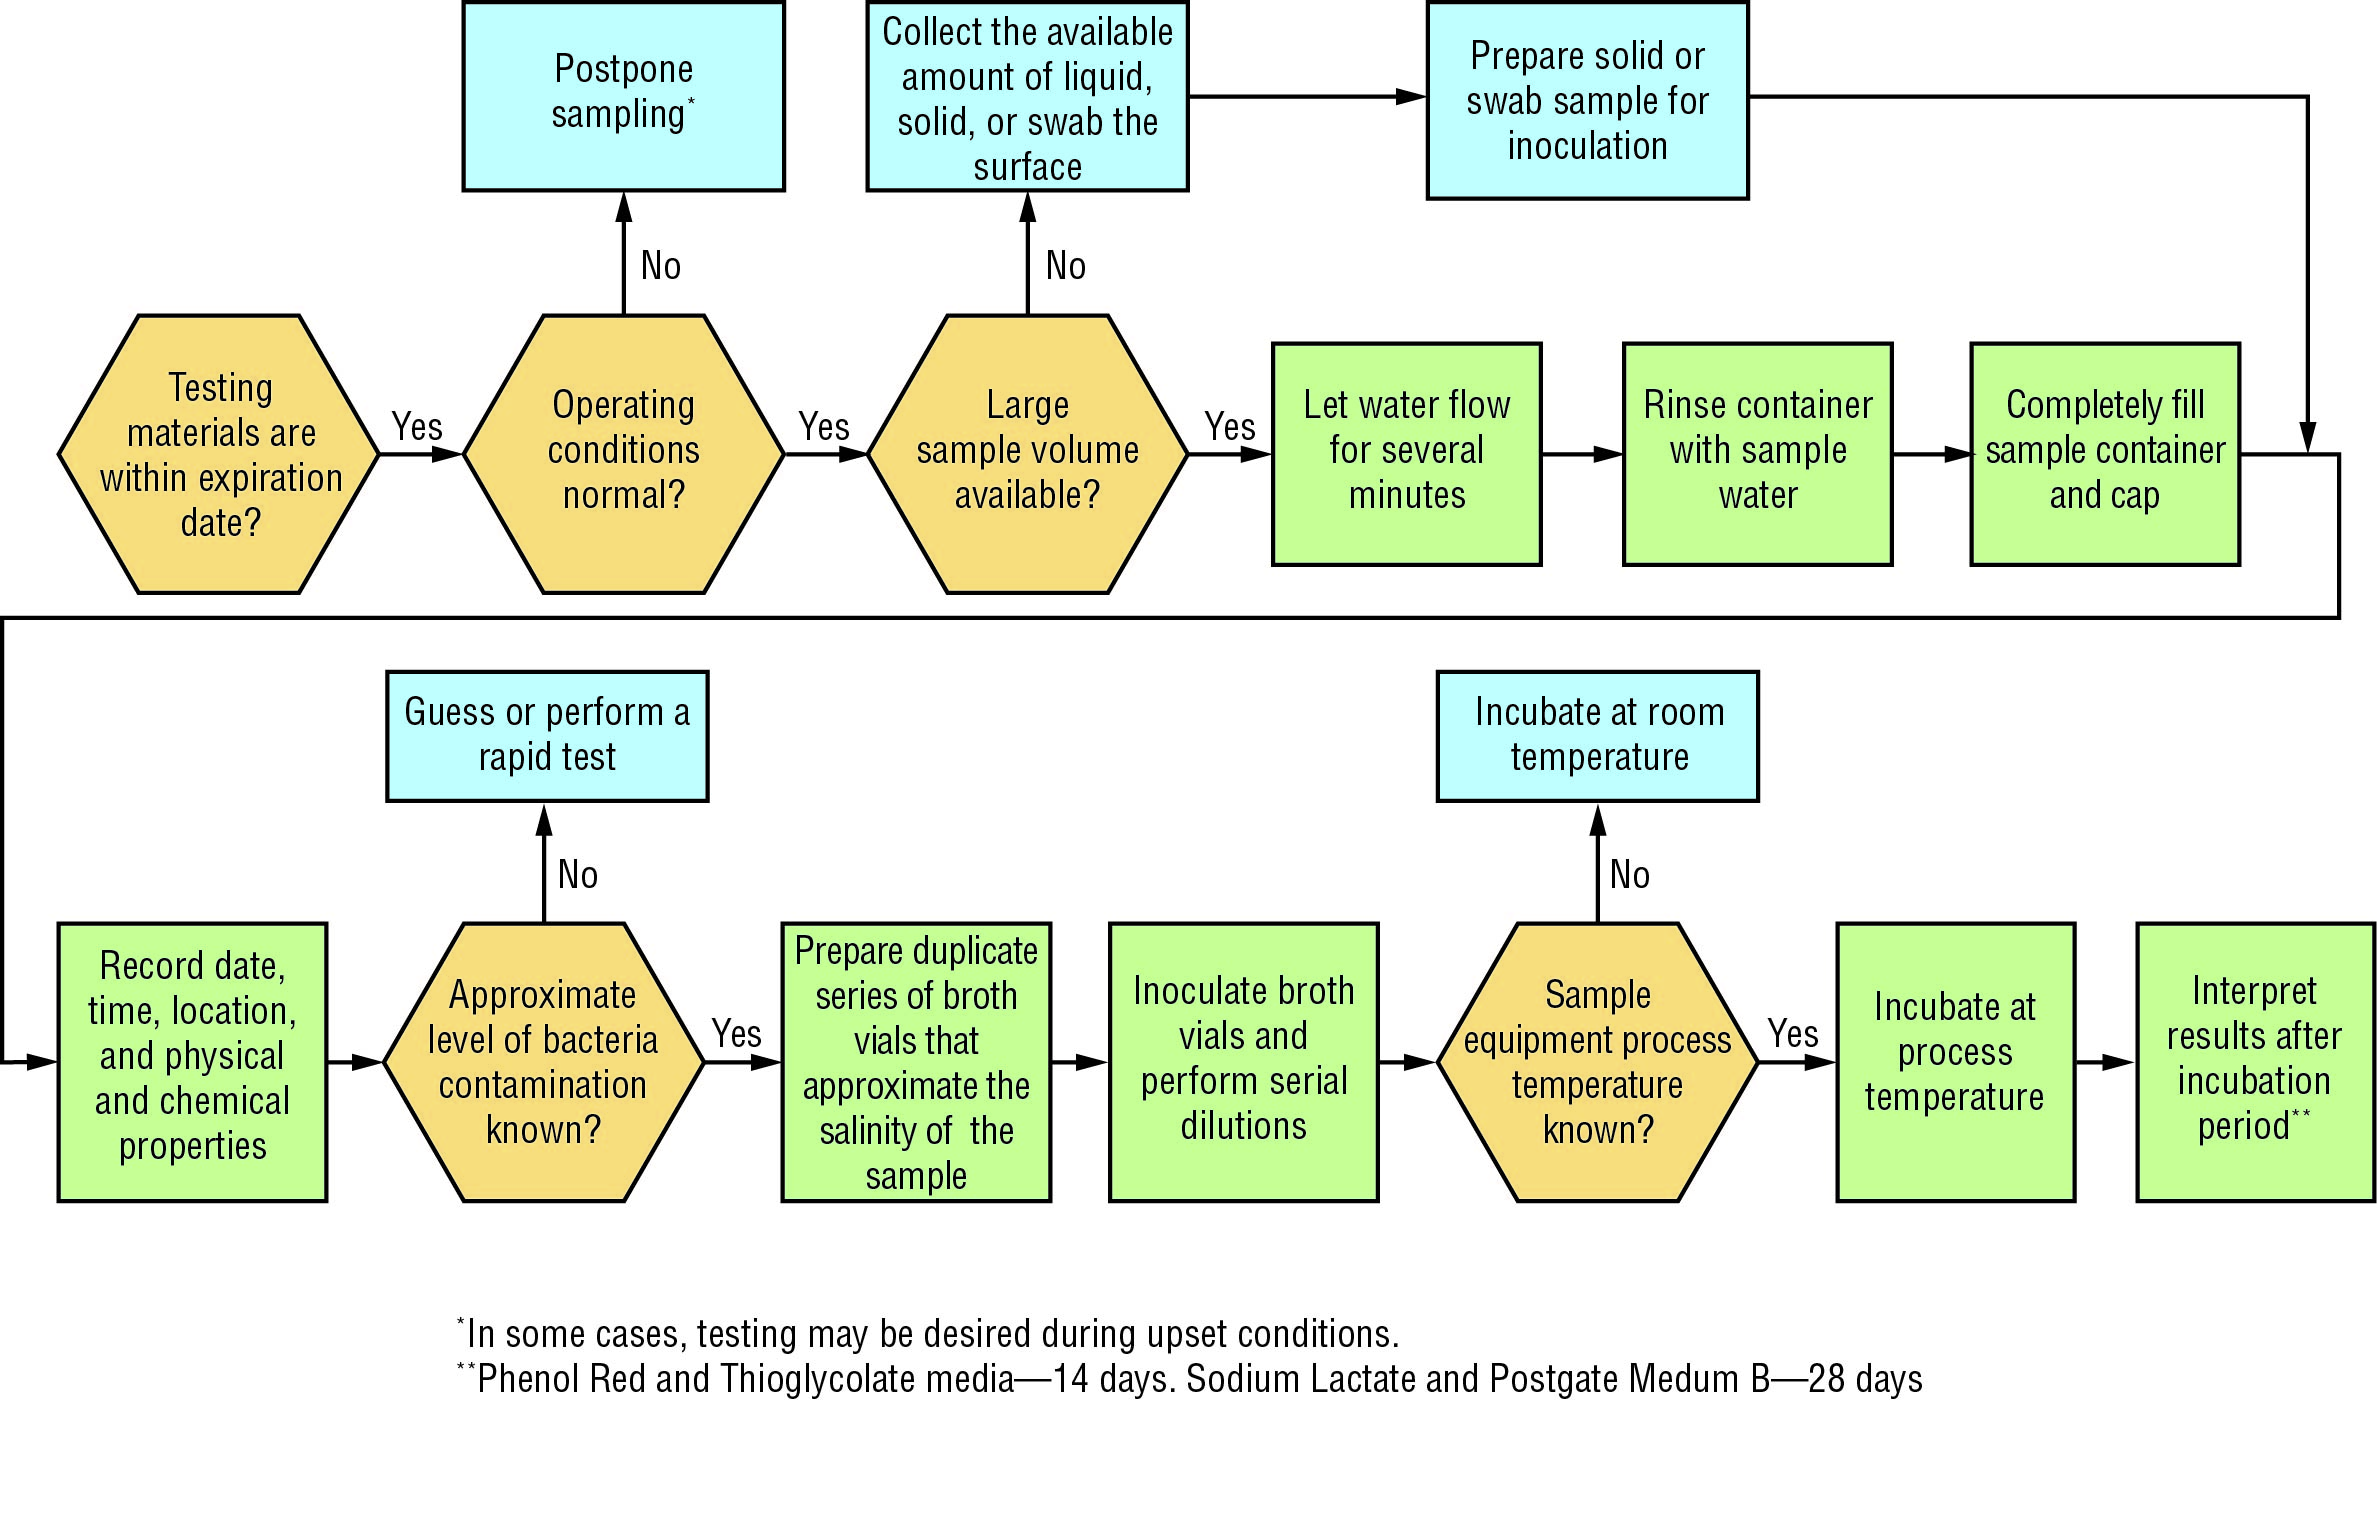 Postpone
sampling*
Collect the available
amount of liquid,
solid, or swab the
surface
Prepare solid or
swab sample for
inoculation
No
No
Testing
materials are
within expiration
date?
Yes
Operating
conditions
normal?
Yes
Large
sample volume
available?
Yes
Let water flow
for several
minutes
Rinse container
with sample
water
Completely fill
sample container
and cap
Guess or perform a
rapid test
Incubate at room
temperature
No
No
Record date,
time, location,
and physical
and chemical
properties
Approximate
level of bacteria
contamination
known?
Yes
Prepare duplicate
series of broth
vials that
approximate the
salinity of the
sample
Inoculate broth
vials and
perform serial
dilutions
Sample
equipment process
temperature
known?
Yes
Incubate at
process
temperature
Interpret
results after
incubation
period**
*In some cases, testing may be desired during upset conditions.
**Phenol Red and Thioglycolate media—14 days. Sodium Lactate and Postgate Medum B—28 days